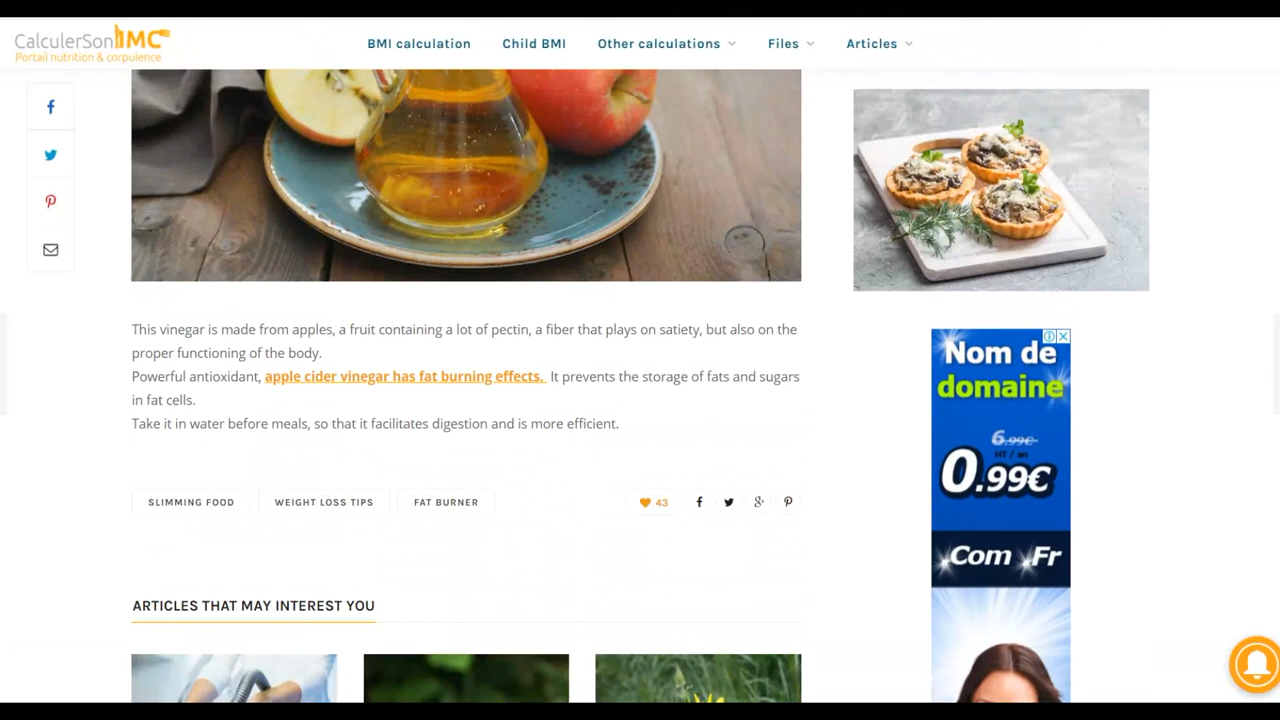 CalculerSonIMC
Portail nutrition & corpulence
BMI calculation
Child BMI
Other calculations
Files
Articles
This vinegar is made from apples, a fruit containing a lot of pectin, a fiber that plays on satiety, but also on the
proper functioning of the body.
Powerful antioxidant, apple cider vinegar has fat burning effects. It prevents the storage of fats and sugars
in fat cells.
Take it in water before meals, so that it facilitates digestion and is more efficient.
SLIMMING FOOD
WEIGHT LOSS TIPS
FAT BURNER
43
ARTICLES THAT MAY INTEREST YOU
Nom de
domaine
6.99€
HT / an
0.99€
.Com .Fr